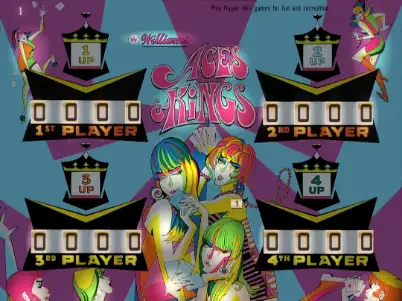 Play Flipper Skill games for fun and recreation
1
1
UP
Williams
2
UP
ACES
& KINGS
0 0 0 0
0 0 0 0
1ST PLAYER
2ND PLAYER
3
UP
4
UP
0 0 0 0
0 0 0 0
3RD PLAYER
4TH PLAYER